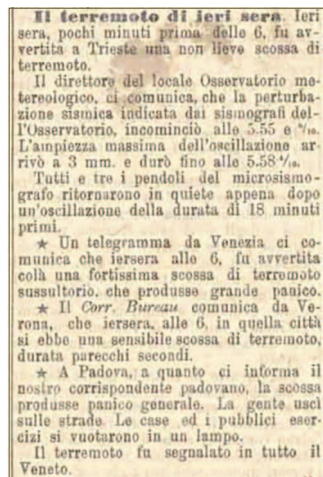 Il terremoto di ieri sera. Ieri
sera, pochi minuti prima delle 6, fu av-
vertita a Trieste una non lieve scossa di
terremoto.
Il direttore del locale Osservatorio me-
tereologico, ci comunica, che la perturba-
zione sismica indicata dai sismografi del-
l'Osservatorio, incominciò alle 5.55 e ⁶/₁₀.
L'ampiezza massima dell'oscillazione ar-
rivò a 3 mm. e durò fino alle 5.58 ⁴/₁₀.
Tutti e tre i pendoli del microsismo-
grafo ritornarono in quiete appena dopo
un'oscillazione della durata di 18 minuti
primi.
★ Un telegramma da Venezia ci co-
munica che iersera alle 6, fu avvertita
colà una fortissima scossa di terremoto
sussultorio, che produsse grande panico.
★ Il Corr. Bureau comunica da Ve-
rona, che iersera, alle 6, in quella città
si ebbe una sensibile scossa di terremoto,
durata parecchi secondi.
★ A Padova, a quanto ci informa il
nostro corrispondente padovano, la scossa
produsse panico generale. La gente uscì
sulle strade. Le case ed i pubblici eser-
cizi si vuotarono in un lampo.
Il terremoto fu segnalato in tutto il
Veneto.